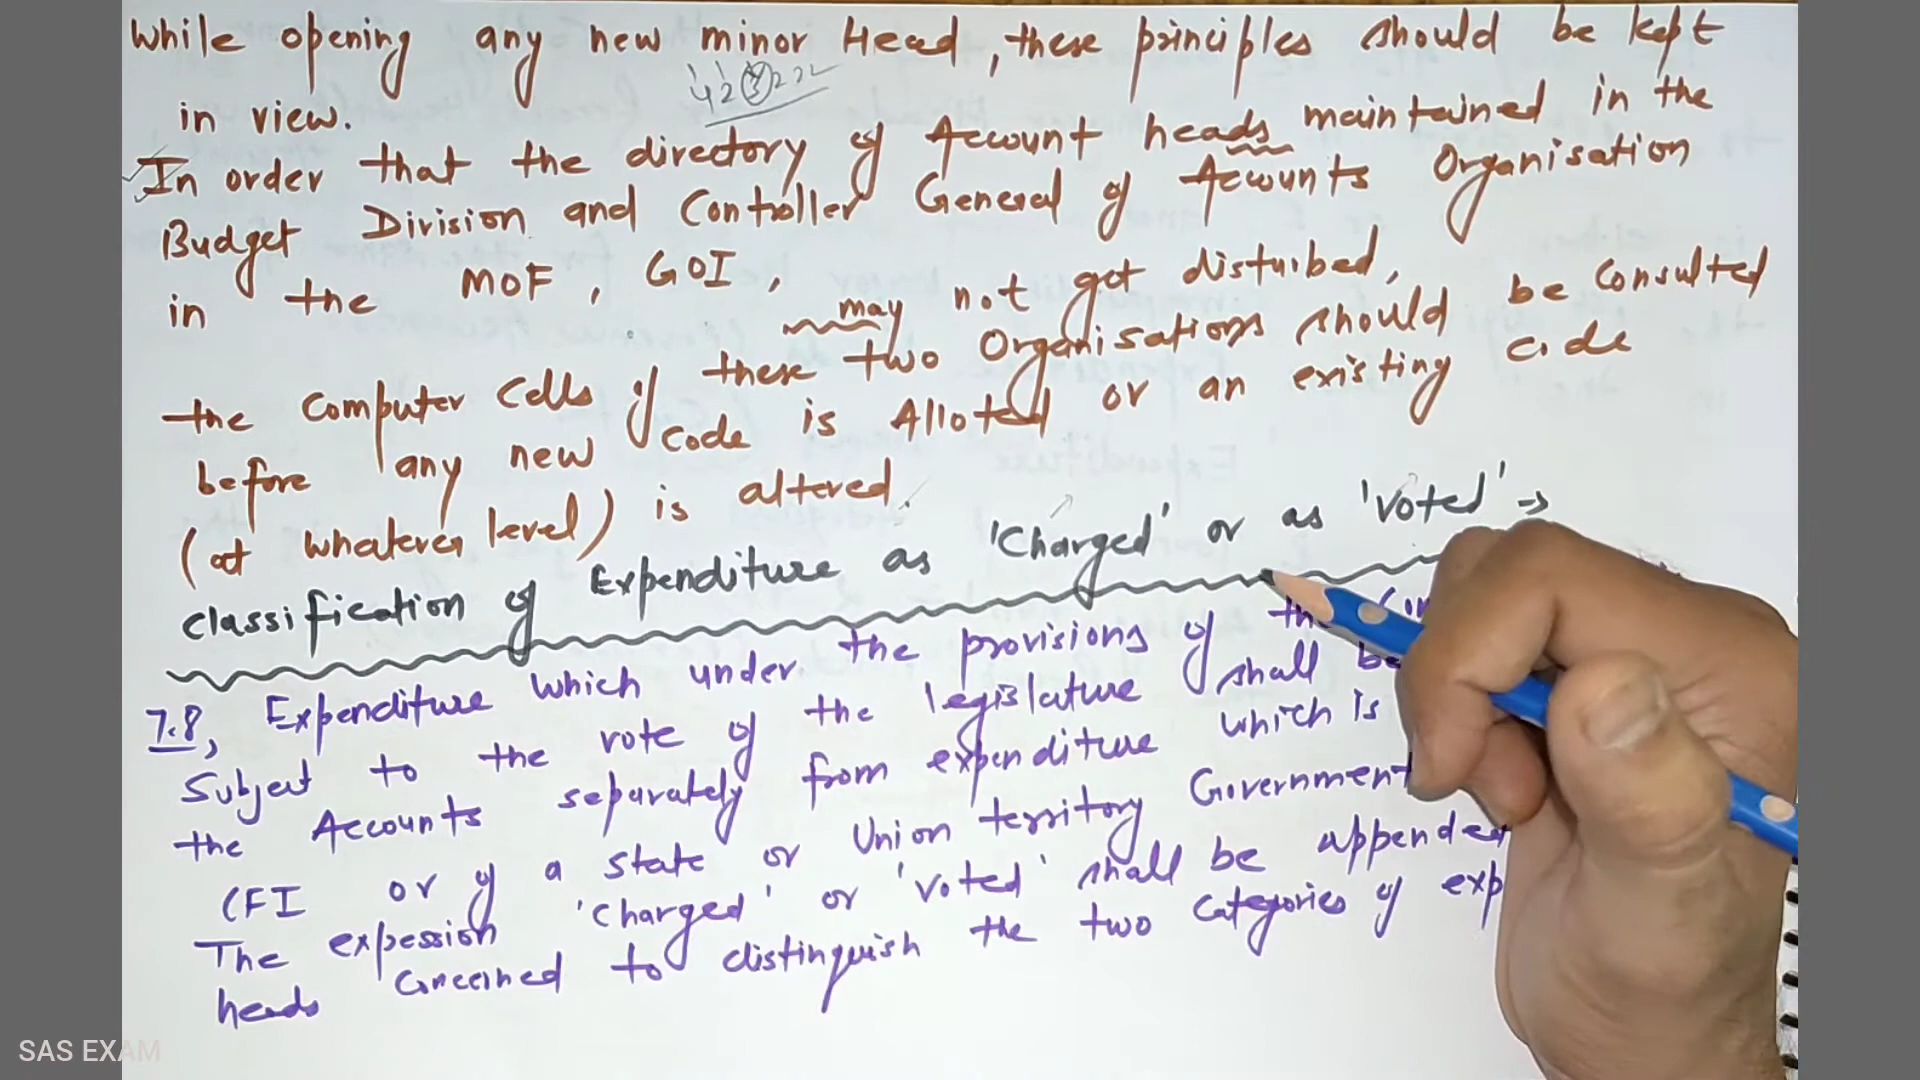 While opening any new minor Head, these principles should be kept
in view.
In order that the directory of Account heads maintained in the
Budget Division and Controller General of Accounts Organisation
in the MOF, GOI, may not get disturbed,
the Computer Cells of these two Organisations should be Consulted
before any new Code is Alloted or an existing code
(at whatever level) is altered.
Classification of Expenditure as 'Charged' or as 'Voted' →
7.8, Expenditure which under the provisions of the
Subject to the vote of the legislature shall be
the Accounts separately from expenditure which is
CFI or of a state or Union territory Government
The expession 'Charged' or 'voted' shall be appended
heads Concerned to distinguish the two Categories of exp
SAS EXAM